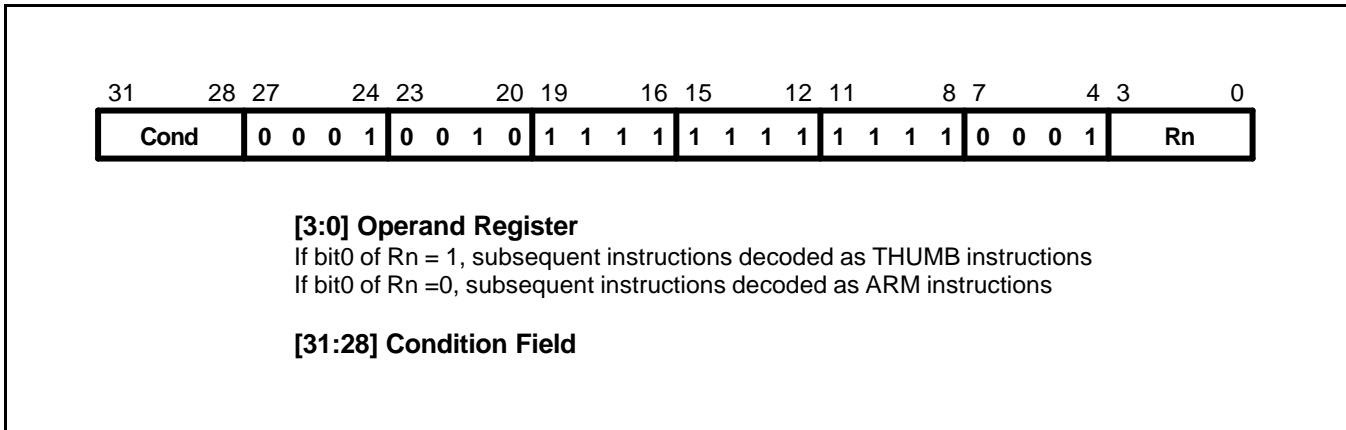 31 28 27 24 23 20 19 16 15 12 11 8 7 4 3 0
Cond 0 0 0 1 0 0 1 0 1 1 1 1 1 1 1 1 1 1 1 1 0 0 0 1 Rn
[3:0] Operand Register
If bit0 of Rn = 1, subsequent instructions decoded as THUMB instructions
If bit0 of Rn =0, subsequent instructions decoded as ARM instructions
[31:28] Condition Field